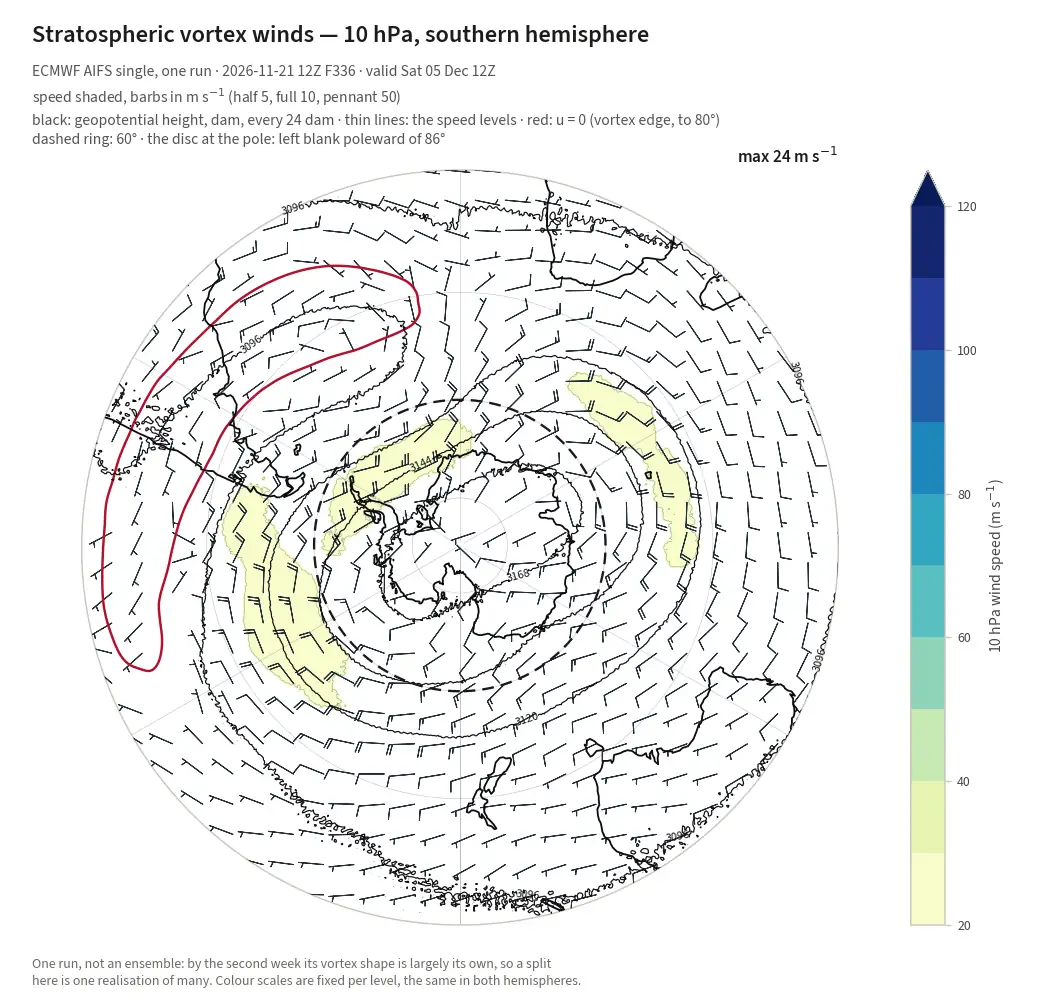 Stratospheric vortex winds — 10 hPa, southern hemisphere
ECMWF AIFS single, one run · 2026-11-21 12Z F336 · valid Sat 05 Dec 12Z
speed shaded, barbs in m s⁻¹ (half 5, full 10, pennant 50)
black: geopotential height, dam, every 24 dam · thin lines: the speed levels · red: u = 0 (vortex edge, to 80°)
dashed ring: 60° · the disc at the pole: left blank poleward of 86°
max 24 m s⁻¹
3096
3096
3096
3144
3168
3096
3120
3096
3096
120
100
80
60
40
20
10 hPa wind speed (m s⁻¹)
One run, not an ensemble: by the second week its vortex shape is largely its own, so a split
here is one realisation of many. Colour scales are fixed per level, the same in both hemispheres.